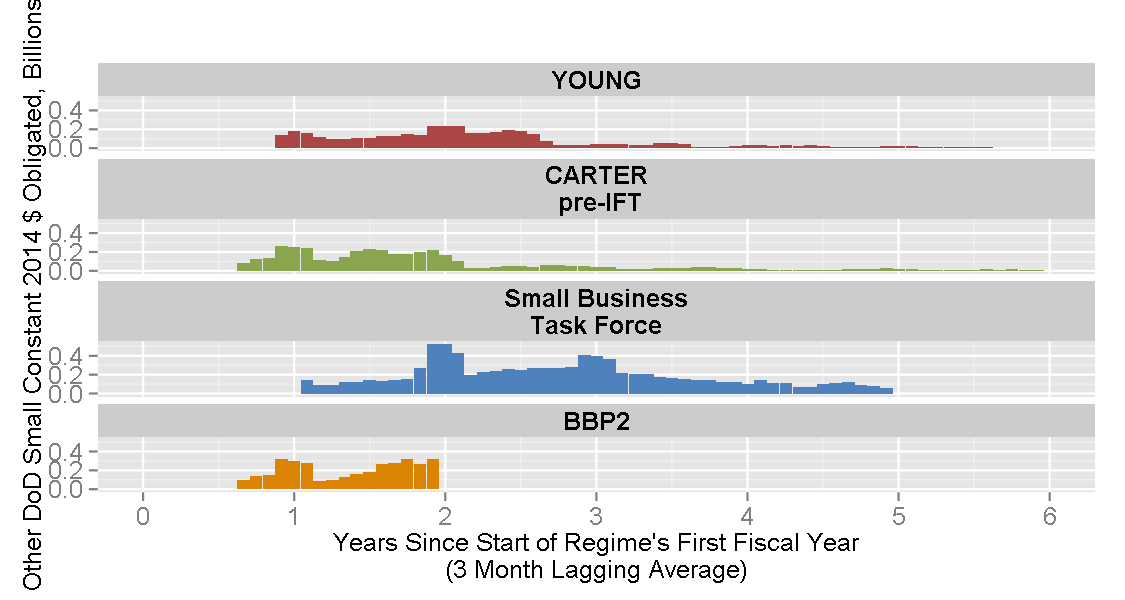 Other DoD Small Constant 2014 $ Obligated, Billions
YOUNG
0.4
0.2
0.0
CARTER
pre-IFT
0.4
0.2
0.0
Small Business
Task Force
0.4
0.2
0.0
BBP2
0.4
0.2
0.0
0 1 2 3 4 5 6
Years Since Start of Regime's First Fiscal Year
(3 Month Lagging Average)